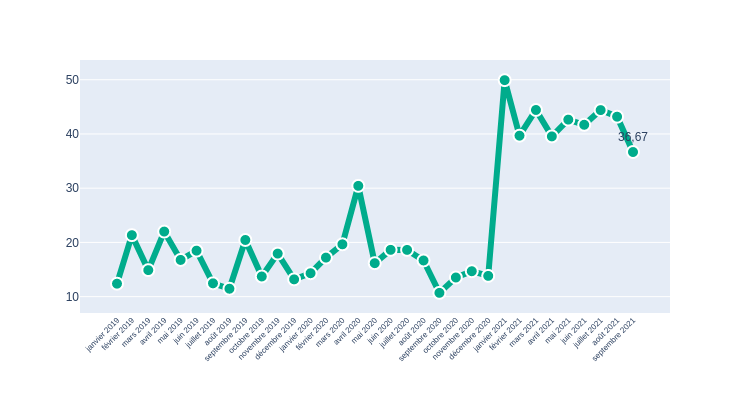 50
40
30
20
10
36.67
janvier 2019
février 2019
mars 2019
avril 2019
mai 2019
juin 2019
juillet 2019
août 2019
septembre 2019
octobre 2019
novembre 2019
décembre 2019
janvier 2020
février 2020
mars 2020
avril 2020
mai 2020
juin 2020
juillet 2020
août 2020
septembre 2020
octobre 2020
novembre 2020
décembre 2020
janvier 2021
février 2021
mars 2021
avril 2021
mai 2021
juin 2021
juillet 2021
août 2021
septembre 2021